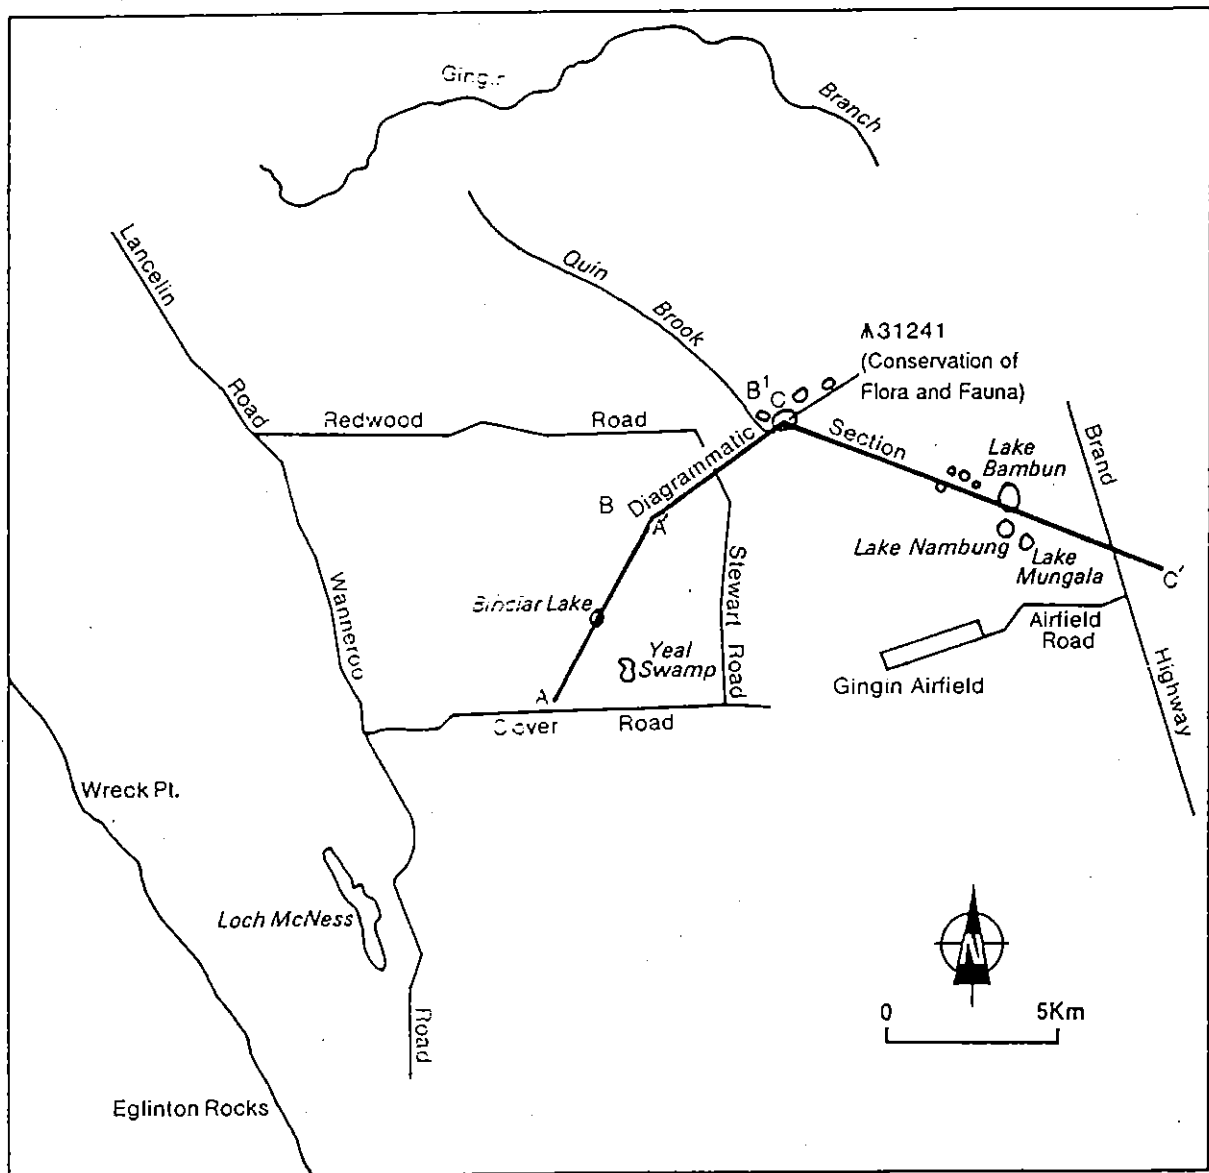 Branch
Lancelin
Quin
Brook
Ѧ31241
(Conservation of
Flora and Fauna)
B¹
C
Road
Redwood
Road
Diagrammatic
Section
Lake
Bambun
Brand
B
A'
Lake Nambung
Lake
Mungala
C'
Wanneroo
Stewart
Road
Lake
Yeal
Swamp
Airfield
Road
Highway
Gingin Airfield
A
Road
Wreck Pt.
Loch McNess
N
0
5Km
Road
Eglinton Rocks